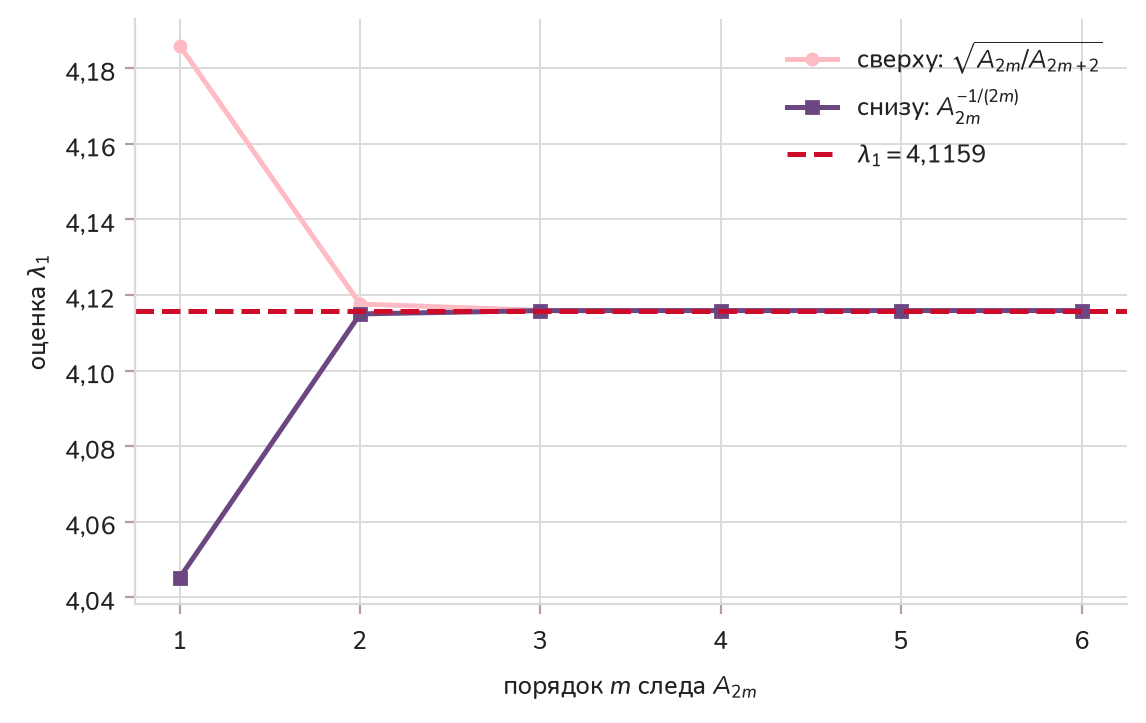 сверху: √A₂ₘ/A₂ₘ₊₂
снизу: A₂ₘ^−1/(2m)
λ₁ = 4,1159
4,18
4,16
4,14
4,12
4,10
4,08
4,06
4,04
оценка λ₁
1 2 3 4 5 6
порядок m следа A₂ₘ